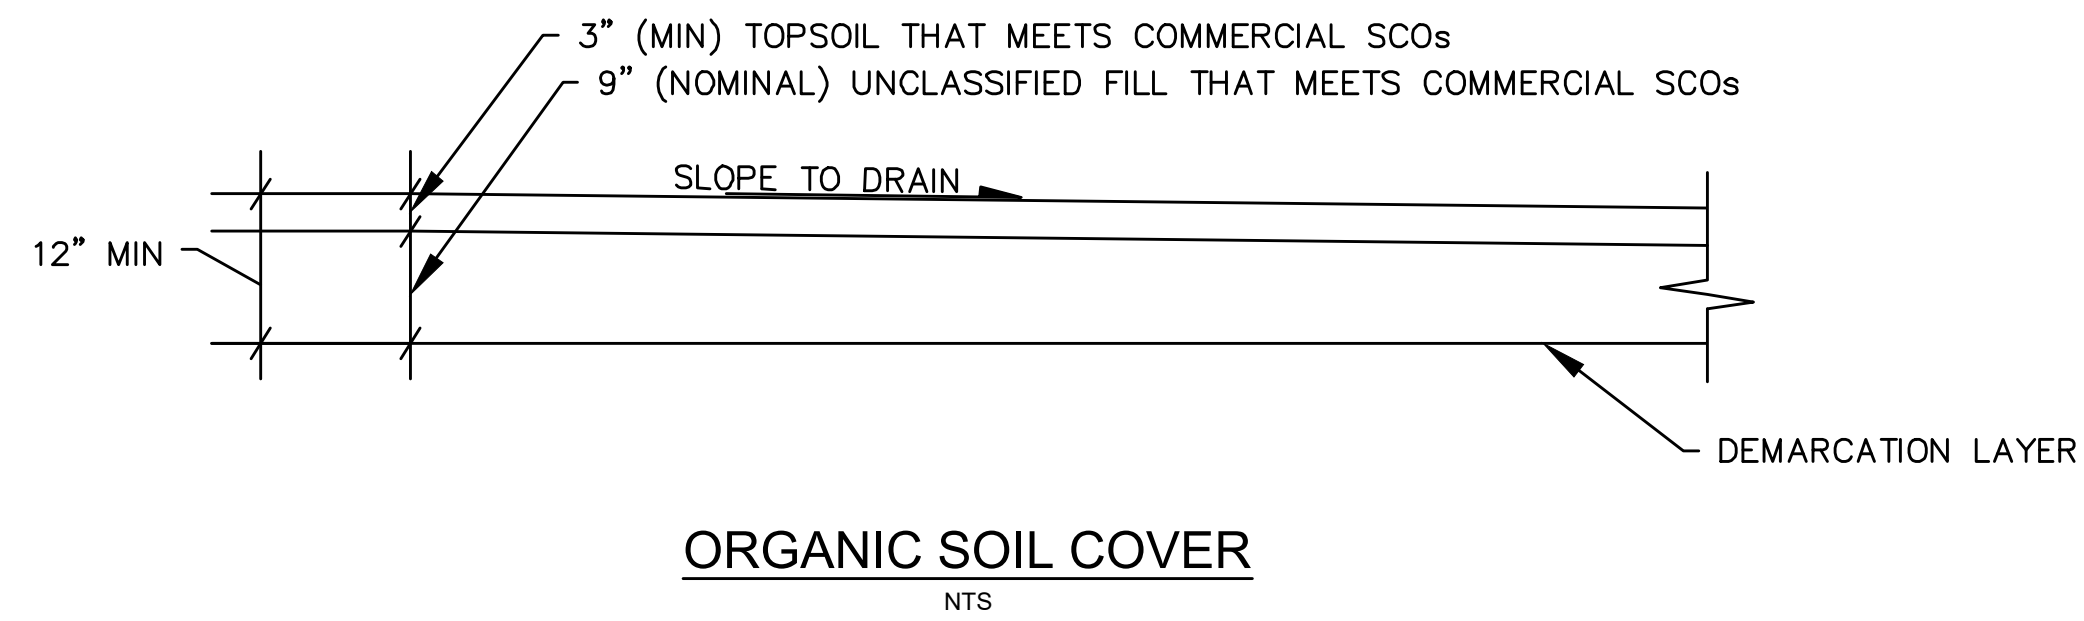 3” (MIN) TOPSOIL THAT MEETS COMMERCIAL SCOs
9” (NOMINAL) UNCLASSIFIED FILL THAT MEETS COMMERCIAL SCOs
SLOPE TO DRAIN
12” MIN
DEMARCATION LAYER
ORGANIC SOIL COVER
NTS